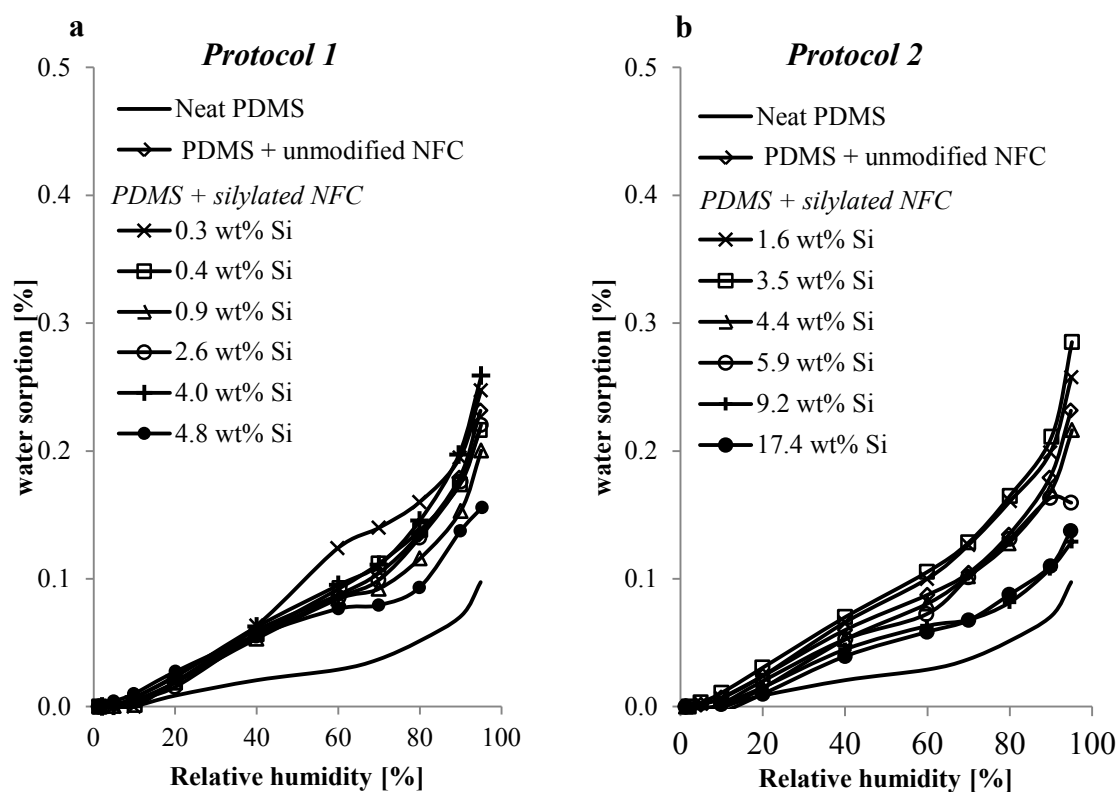 a
Protocol 1
0.5
0.4
0.3
0.2
0.1
0.0
water sorption [%]
Neat PDMS
PDMS + unmodified NFC
PDMS + silylated NFC
0.3 wt% Si
0.4 wt% Si
0.9 wt% Si
2.6 wt% Si
4.0 wt% Si
4.8 wt% Si
0 20 40 60 80 100
Relative humidity [%]
b
Protocol 2
0.5
0.4
0.3
0.2
0.1
0.0
water sorption [%]
Neat PDMS
PDMS + unmodified NFC
PDMS + silylated NFC
1.6 wt% Si
3.5 wt% Si
4.4 wt% Si
5.9 wt% Si
9.2 wt% Si
17.4 wt% Si
0 20 40 60 80 100
Relative humidity [%]